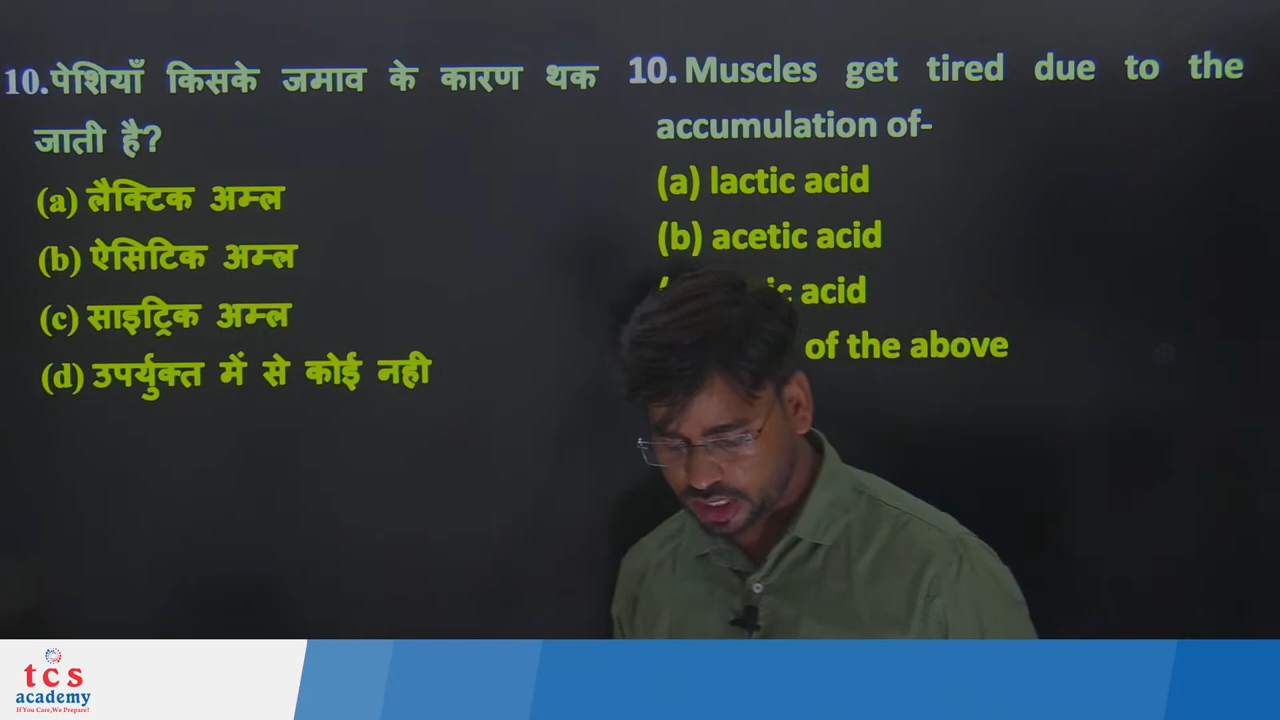 10.पेशियाँ किसके जमाव के कारण थक
जाती है?
(a) लैक्टिक अम्ल
(b) ऐसिटिक अम्ल
(c) साइट्रिक अम्ल
(d) उपर्युक्त में से कोई नही
10. Muscles get tired due to the
accumulation of-
(a) lactic acid
(b) acetic acid
acid
of the above
tcs
academy
If You Care,We Prepare!